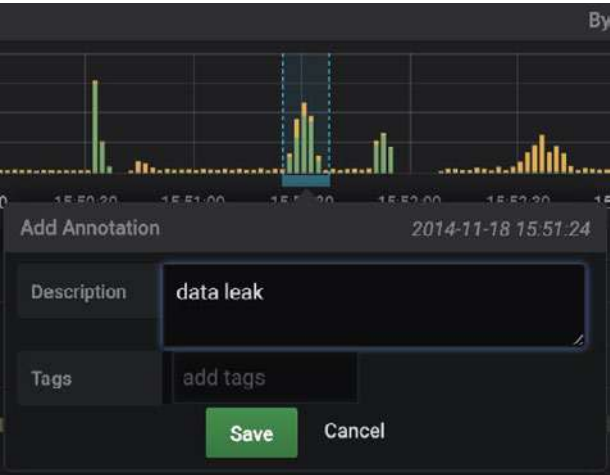 By
15:50:30 15:51:00 15:52:00 15:52:30
Add Annotation 2014-11-18 15:51:24
Description data leak
Tags add tags
Save Cancel